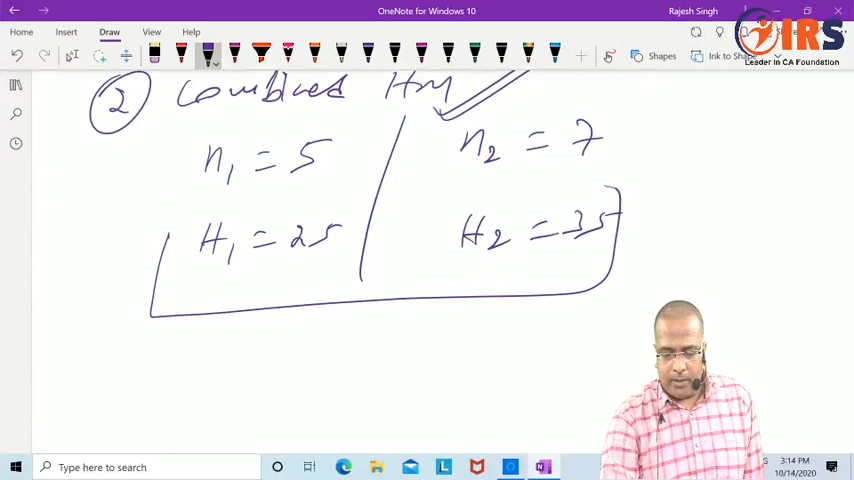 OneNote for Windows 10
Rajesh Singh
Home Insert Draw View Help
Shapes
Ink to Shape
IRS
Leader in CA Foundation
2 Combined HM
n₁ = 5
n₂ = 7
H₁ = 25
H₂ = 35
Type here to search
L
G
3:14 PM
10/14/2020